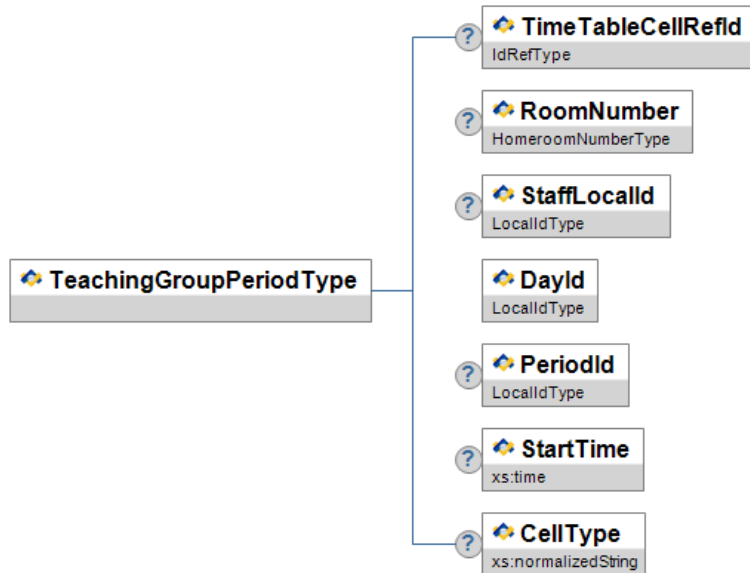 TimeTableCellRefId
? IdRefType
RoomNumber
? HomeroomNumberType
StaffLocalId
? LocalIdType
TeachingGroupPeriodType
DayId
LocalIdType
PeriodId
? LocalIdType
StartTime
? xs:time
CellType
? xs:normalizedString